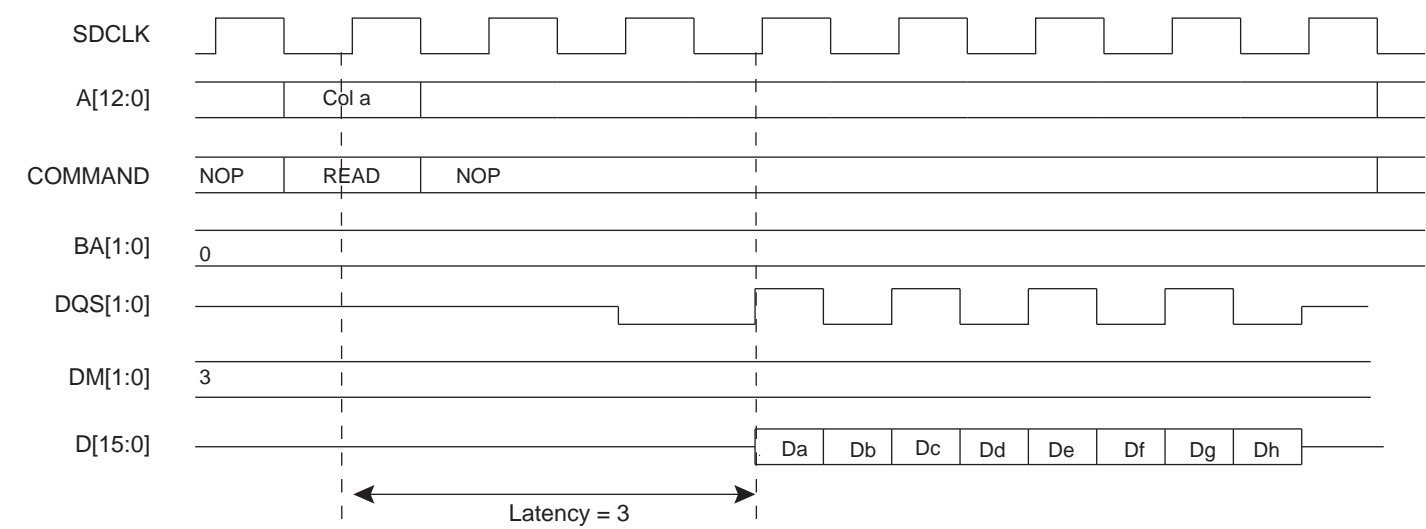 SDCLK
A[12:0] Col a
COMMAND NOP READ NOP
BA[1:0] 0
DQS[1:0]
DM[1:0] 3
D[15:0] Da Db Dc Dd De Df Dg Dh
Latency = 3